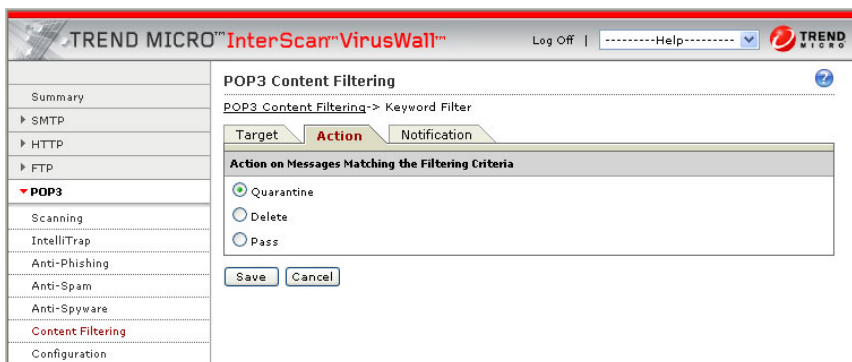 TREND MICRO™ InterScan™ VirusWall™
Log Off | ---------Help---------
TREND MICRO
Summary
SMTP
HTTP
FTP
POP3
Scanning
IntelliTrap
Anti-Phishing
Anti-Spam
Anti-Spyware
Content Filtering
Configuration
POP3 Content Filtering
?
POP3 Content Filtering-> Keyword Filter
Target
Action
Notification
Action on Messages Matching the Filtering Criteria
Quarantine
Delete
Pass
Save
Cancel